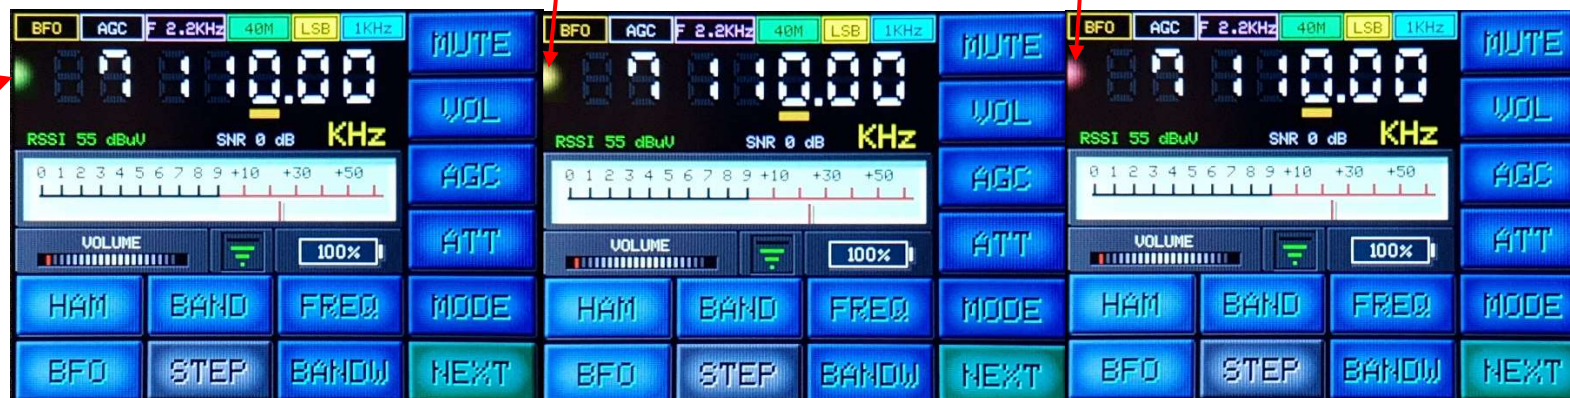 BFO AGC F 2.2KHz 40M LSB 1KHz MUTE
7110.00 VOL
RSSI 55 dBuV SNR 0 dB KHz
0 1 2 3 4 5 6 7 8 9 +10 +30 +50 AGC
VOLUME 100% ATT
HAM BAND FREQ MODE
BFO STEP BANDW NEXT
BFO AGC F 2.2KHz 40M LSB 1KHz MUTE
7110.00 VOL
RSSI 55 dBuV SNR 0 dB KHz
0 1 2 3 4 5 6 7 8 9 +10 +30 +50 AGC
VOLUME 100% ATT
HAM BAND FREQ MODE
BFO STEP BANDW NEXT
BFO AGC F 2.2KHz 40M LSB 1KHz MUTE
7110.00 VOL
RSSI 55 dBuV SNR 0 dB KHz
0 1 2 3 4 5 6 7 8 9 +10 +30 +50 AGC
VOLUME 100% ATT
HAM BAND FREQ MODE
BFO STEP BANDW NEXT